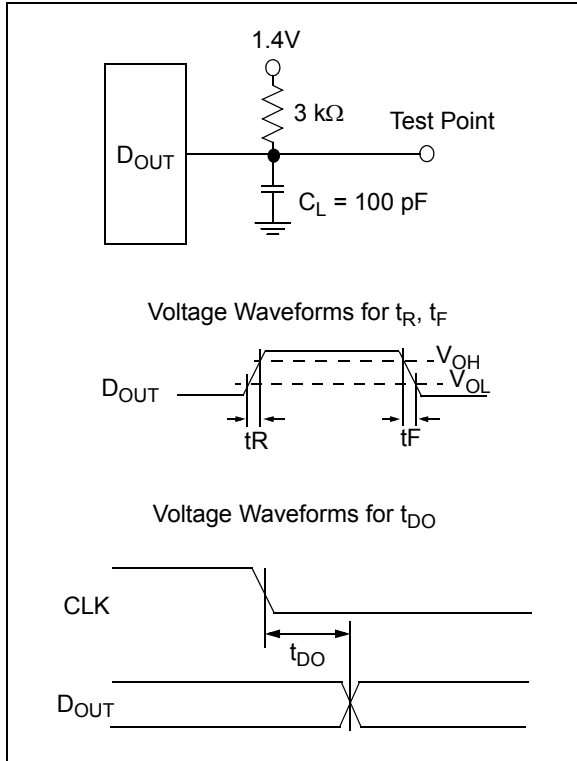 1.4V
3 kΩ
Test Point
DOUT
CL = 100 pF
Voltage Waveforms for tR, tF
VOH
VOL
DOUT
tR
tF
Voltage Waveforms for tDO
CLK
tDO
DOUT